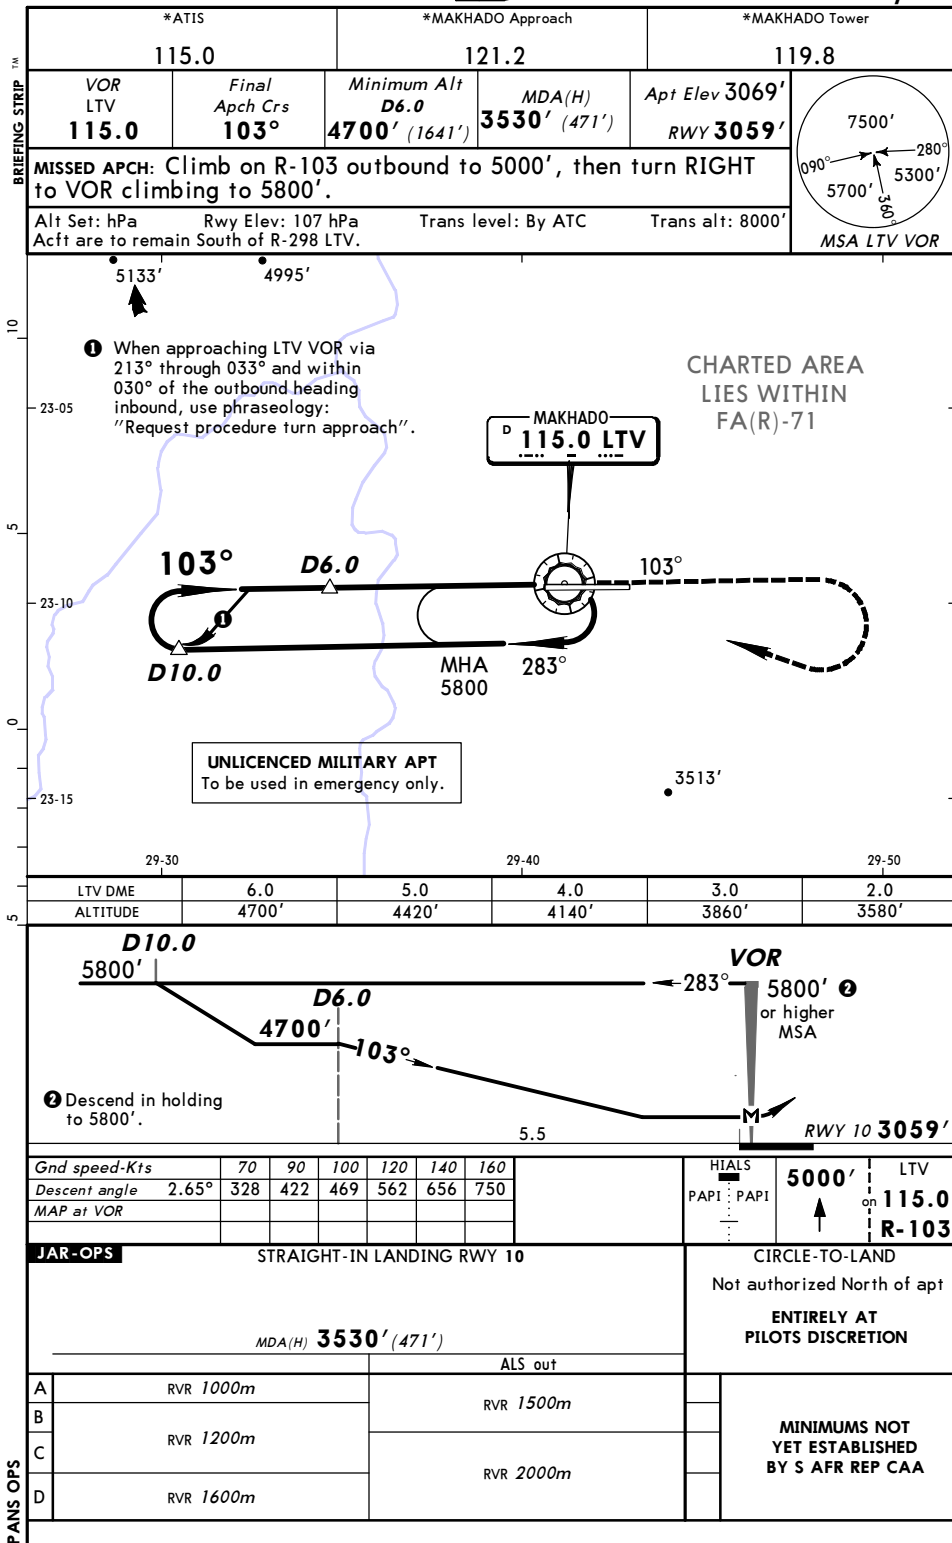 *ATIS
*MAKHADO Approach
*MAKHADO Tower
115.0
121.2
119.8
BRIEFING STRIP TM
VOR
LTV
115.0
Final
Apch Crs
103°
Minimum Alt
D6.0
4700' (1641')
MDA(H)
3530' (471')
Apt Elev 3069'
RWY 3059'
MISSED APCH: Climb on R-103 outbound to 5000', then turn RIGHT
to VOR climbing to 5800'.
Alt Set: hPa Rwy Elev: 107 hPa Trans level: By ATC Trans alt: 8000'
Acft are to remain South of R-298 LTV.
7500'
090°
280°
5300'
5700'
360°
MSA LTV VOR
5133'
4995'
1 When approaching LTV VOR via
213° through 033° and within
030° of the outbound heading
inbound, use phraseology:
"Request procedure turn approach".
CHARTED AREA
LIES WITHIN
FA(R)-71
10
23-05
MAKHADO
D 115.0 LTV
5
103°
D6.0
103°
23-10
1
D10.0
MHA
5800
283°
0
UNLICENCED MILITARY APT
To be used in emergency only.
3513'
23-15
29-30
29-40
29-50
5
LTV DME 6.0 5.0 4.0 3.0 2.0
ALTITUDE 4700' 4420' 4140' 3860' 3580'
D10.0
5800'
VOR
283°
5800' 2
or higher
MSA
D6.0
4700'
103°
2 Descend in holding
to 5800'.
M
5.5
RWY 10 3059'
Gnd speed-Kts 70 90 100 120 140 160
Descent angle 2.65° 328 422 469 562 656 750
MAP at VOR
HIALS
PAPI PAPI
5000'
on
LTV
115.0
R-103
JAR-OPS
STRAIGHT-IN LANDING RWY 10
CIRCLE-TO-LAND
Not authorized North of apt
ENTIRELY AT
PILOTS DISCRETION
MDA(H) 3530' (471')
ALS out
A
RVR 1000m
RVR 1500m
B
RVR 1200m
C
RVR 2000m
D
RVR 1600m
MINIMUMS NOT
YET ESTABLISHED
BY S AFR REP CAA
PANS OPS